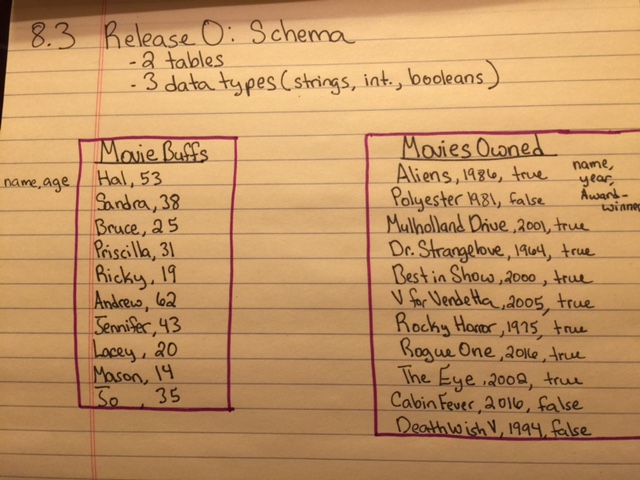 8.3 Release 0: Schema
- 2 tables
- 3 data types (strings, int., booleans)
Movie Buffs
name, age
Hal, 53
Sandra, 38
Bruce, 25
Priscilla, 31
Ricky, 19
Andrew, 62
Jennifer, 43
Lacey, 20
Mason, 14
Jo, 35
Movies Owned
name,
year,
Award-
winner
Aliens, 1986, true
Polyester 1981, false
Mulholland Drive, 2001, true
Dr. Strangelove, 1964, true
Best in Show, 2000, true
V for Vendetta, 2005, true
Rocky Horror, 1975, true
Rogue One, 2016, true
The Eye, 2002, true
Cabin Fever, 2016, false
Death Wish V, 1994, false